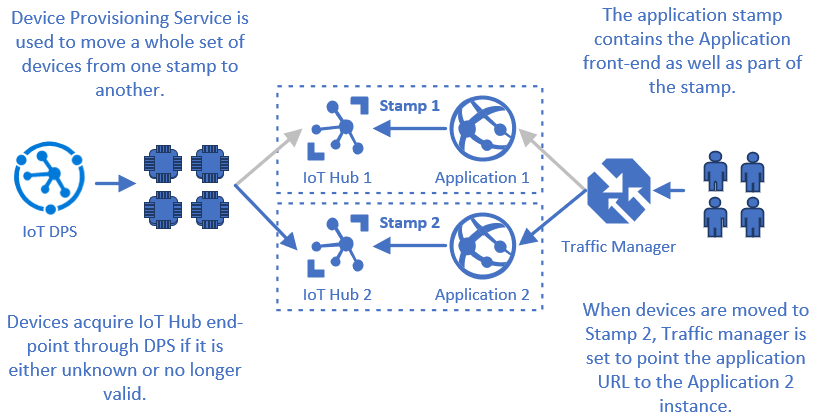 Device Provisioning Service is
used to move a whole set of
devices from one stamp to
another.
The application stamp
contains the Application
front-end as well as part of
the stamp.
Stamp 1
IoT Hub 1
Application 1
Stamp 2
IoT Hub 2
Application 2
IoT DPS
Traffic Manager
Devices acquire IoT Hub end-
point through DPS if it is
either unknown or no longer
valid.
When devices are moved to
Stamp 2, Traffic manager is
set to point the application
URL to the Application 2
instance.